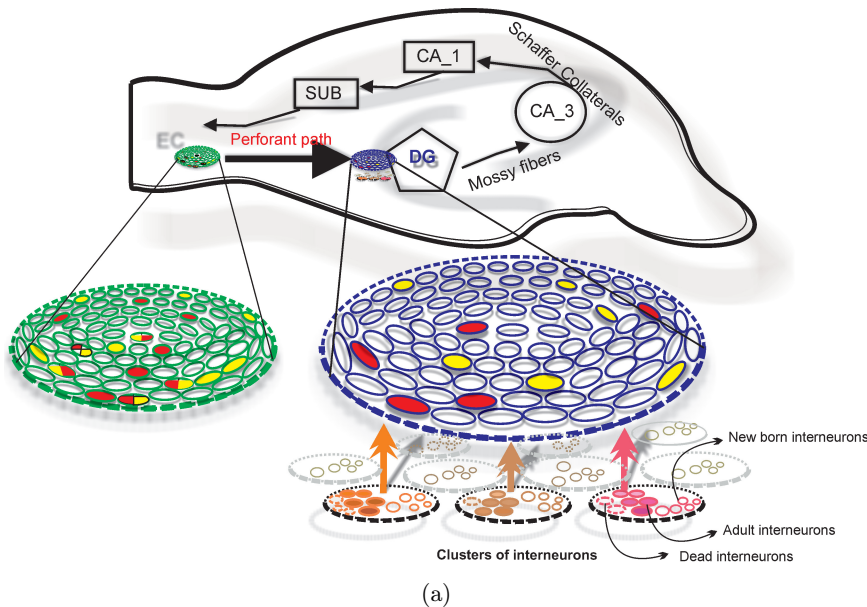 Schaffer Collaterals
CA_1
SUB
CA_3
EC
Perforant path
DG
Mossy fibers
New born interneurons
Adult interneurons
Clusters of interneurons
Dead interneurons
(a)